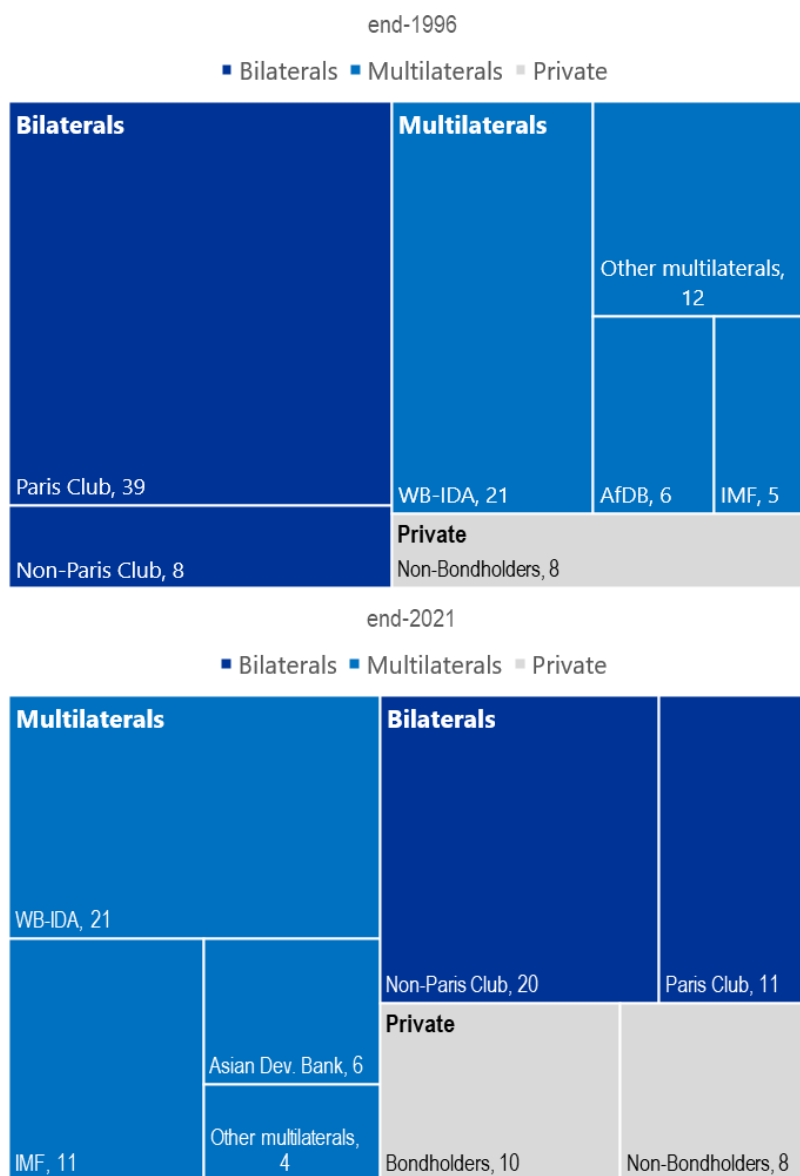 end-1996
Bilaterals Multilaterals Private
Bilaterals
Paris Club, 39
Non-Paris Club, 8
Multilaterals
WB-IDA, 21
Other multilaterals,
12
AfDB, 6
IMF, 5
Private
Non-Bondholders, 8
end-2021
Bilaterals Multilaterals Private
Multilaterals
WB-IDA, 21
IMF, 11
Asian Dev. Bank, 6
Other multilaterals,
4
Bilaterals
Non-Paris Club, 20
Paris Club, 11
Private
Bondholders, 10
Non-Bondholders, 8